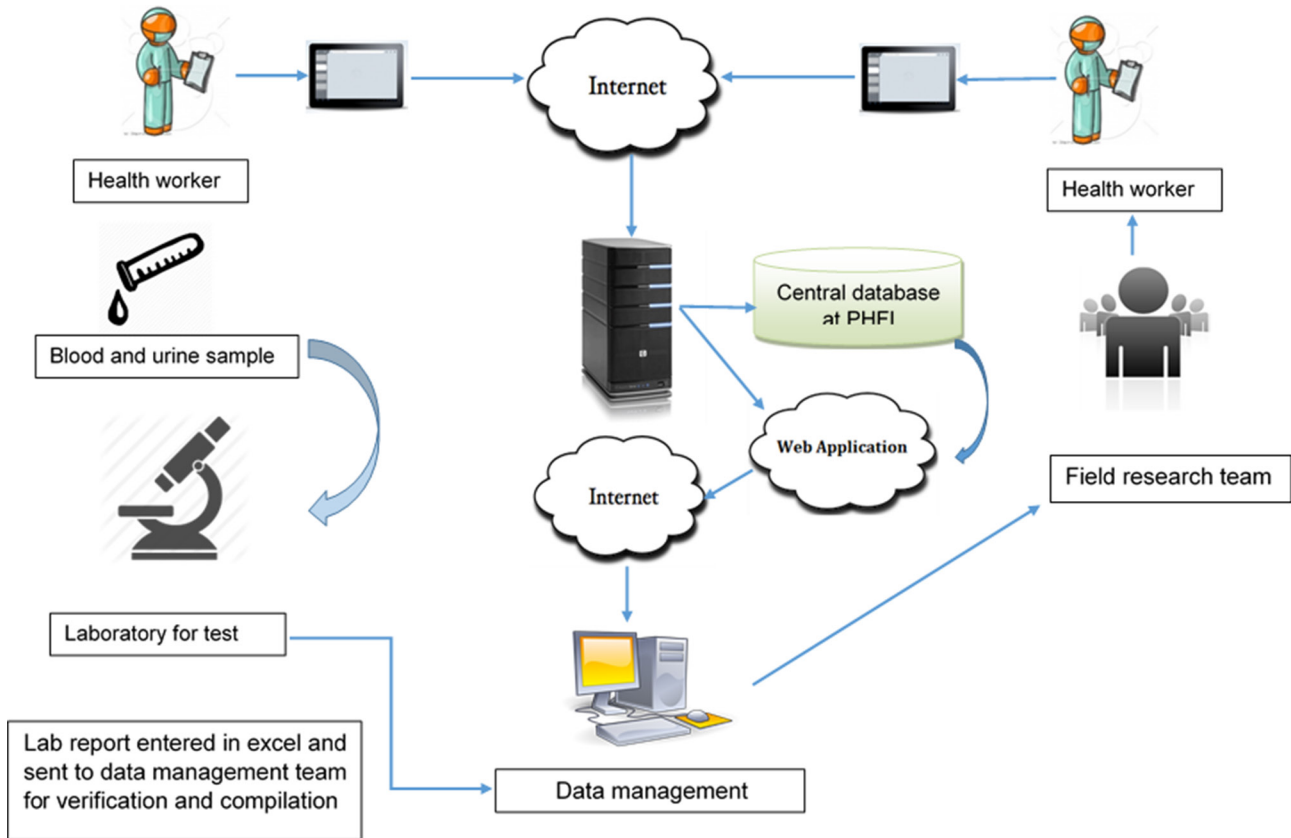 Internet
Health worker
Health worker
Central database
at PHFI
Blood and urine sample
Web Application
Internet
Field research team
Laboratory for test
Lab report entered in excel and
sent to data management team
for verification and compilation
Data management